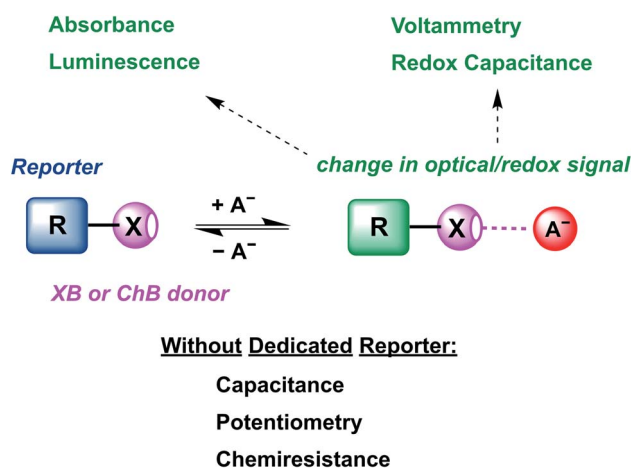 Absorbance
Luminescence
Voltammetry
Redox Capacitance
Reporter
change in optical/redox signal
R
X
+ A⁻
− A⁻
R
X
A⁻
XB or ChB donor
Without Dedicated Reporter:
Capacitance
Potentiometry
Chemiresistance